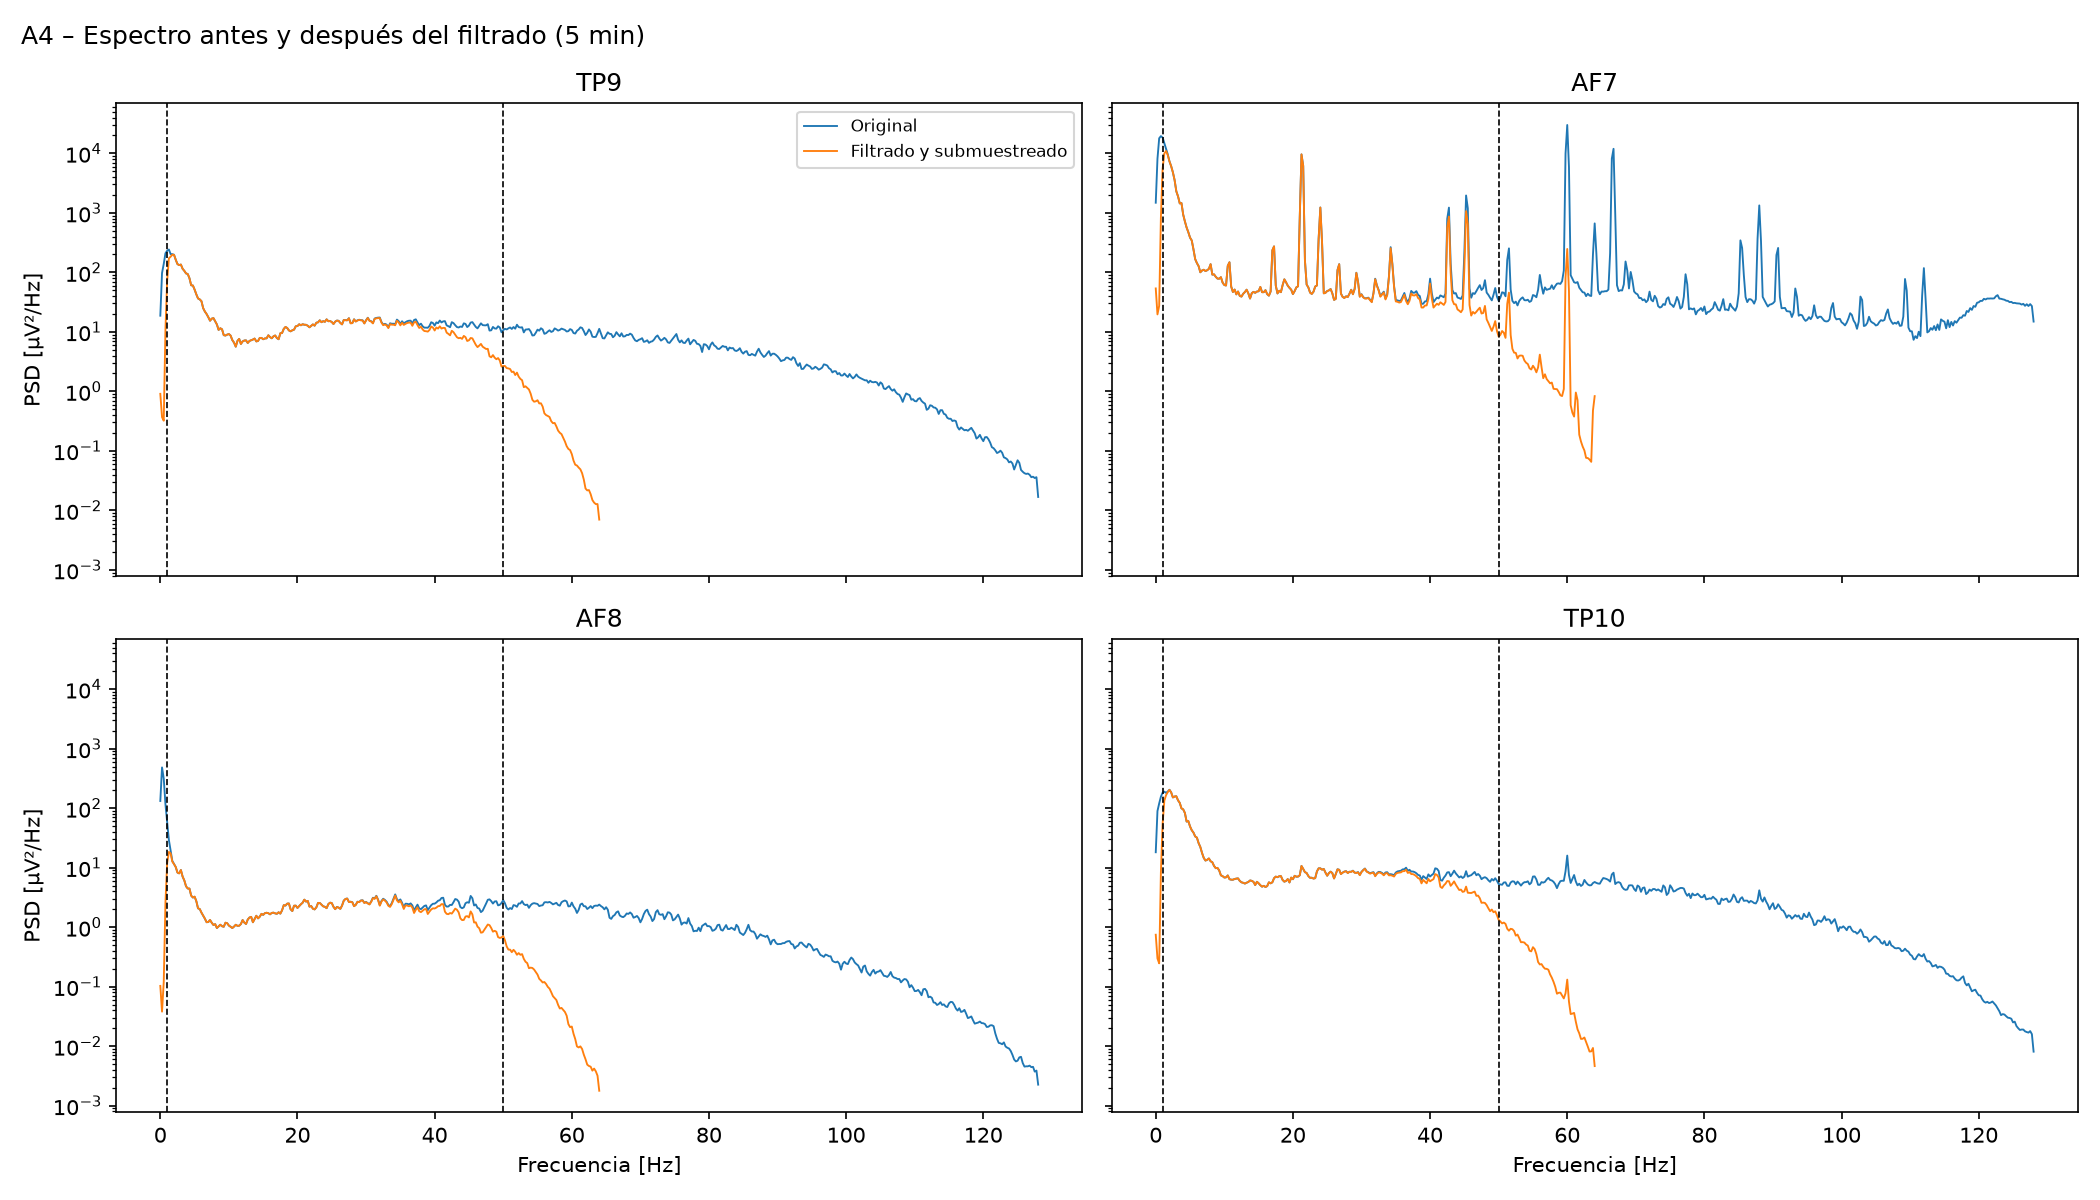 A4 – Espectro antes y después del filtrado (5 min)
TP9
AF7
Original
Filtrado y submuestreado
PSD [µV²/Hz]
10⁴
10³
10²
10¹
10⁰
10⁻¹
10⁻²
10⁻³
AF8
TP10
PSD [µV²/Hz]
10⁴
10³
10²
10¹
10⁰
10⁻¹
10⁻²
10⁻³
0 20 40 60 80 100 120
0 20 40 60 80 100 120
Frecuencia [Hz]
Frecuencia [Hz]